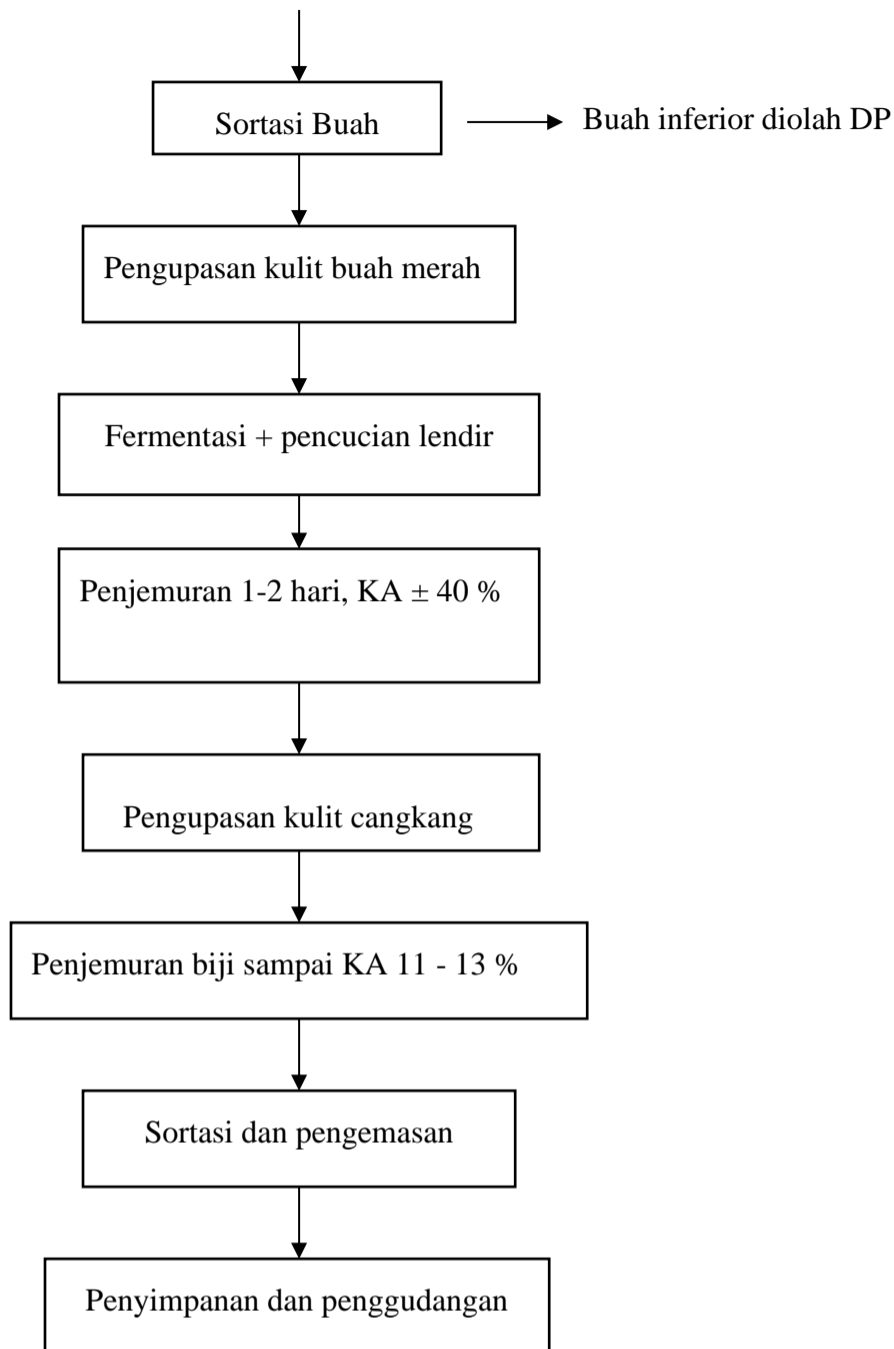 Sortasi Buah
Buah inferior diolah DP
Pengupasan kulit buah merah
Fermentasi + pencucian lendir
Penjemuran 1-2 hari, KA ± 40 %
Pengupasan kulit cangkang
Penjemuran biji sampai KA 11 - 13 %
Sortasi dan pengemasan
Penyimpanan dan penggudangan